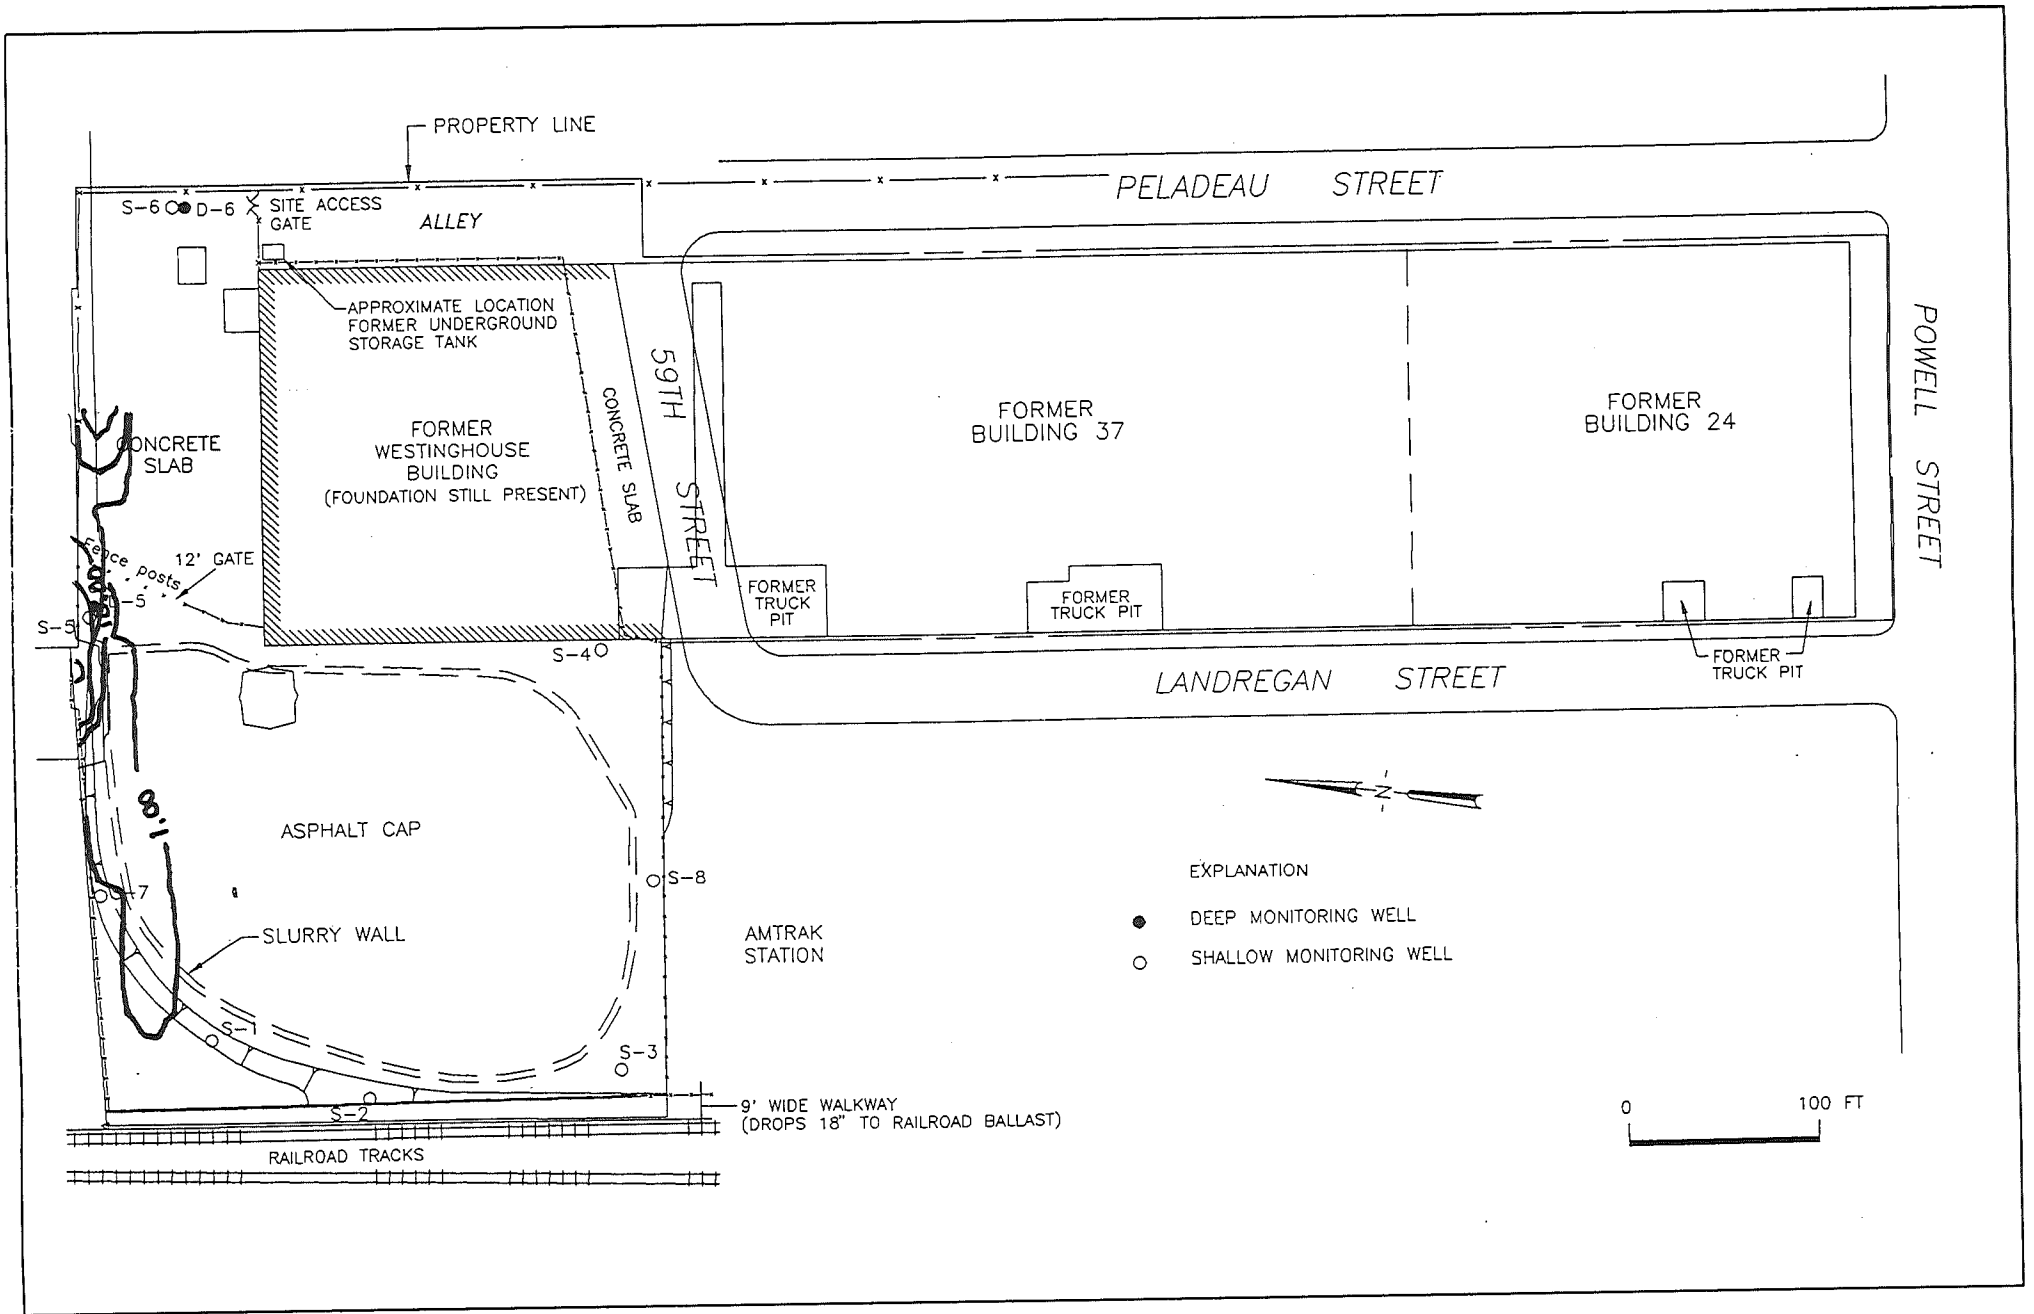 PROPERTY LINE
PELADEAU STREET
S-6
D-6
SITE ACCESS
GATE
ALLEY
APPROXIMATE LOCATION
FORMER UNDERGROUND
STORAGE TANK
59TH STREET
POWELL STREET
CONCRETE
SLAB
FORMER
WESTINGHOUSE
BUILDING
(FOUNDATION STILL PRESENT)
CONCRETE SLAB
FORMER
BUILDING 37
FORMER
BUILDING 24
Fence posts
12' GATE
-5
S-5
FORMER
TRUCK
PIT
FORMER
TRUCK PIT
FORMER
TRUCK PIT
S-4
LANDREGAN STREET
N
1.8
ASPHALT CAP
S-8
-7
SLURRY WALL
AMTRAK
STATION
EXPLANATION
DEEP MONITORING WELL
SHALLOW MONITORING WELL
S-1
S-3
S-2
9' WIDE WALKWAY
(DROPS 18" TO RAILROAD BALLAST)
RAILROAD TRACKS
0 100 FT